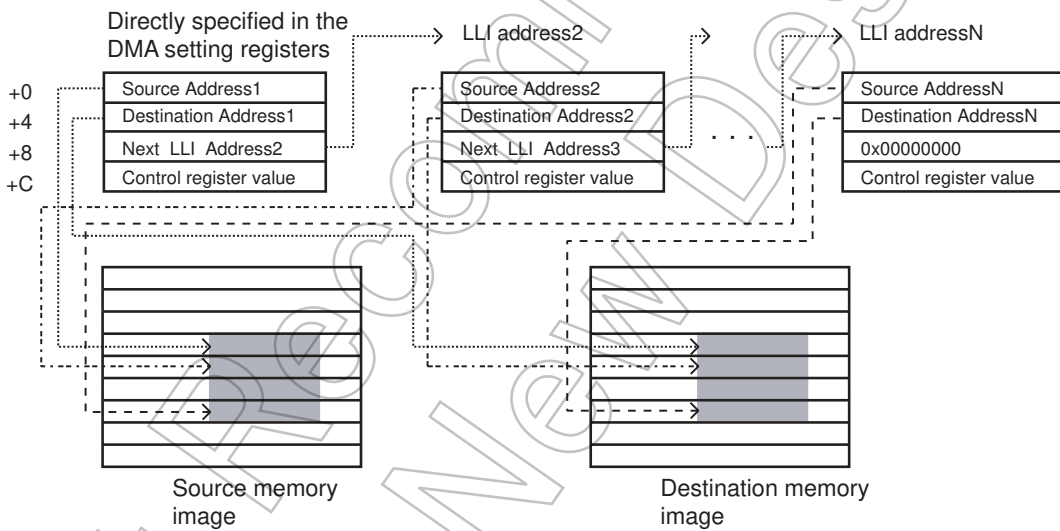 Directly specified in the
DMA setting registers
LLI address2
LLI addressN
+0
+4
+8
+C
Source Address1
Destination Address1
Next LLI Address2
Control register value
Source Address2
Destination Address2
Next LLI Address3
Control register value
. . .
Source AddressN
Destination AddressN
0x00000000
Control register value
Source memory
image
Destination memory
image